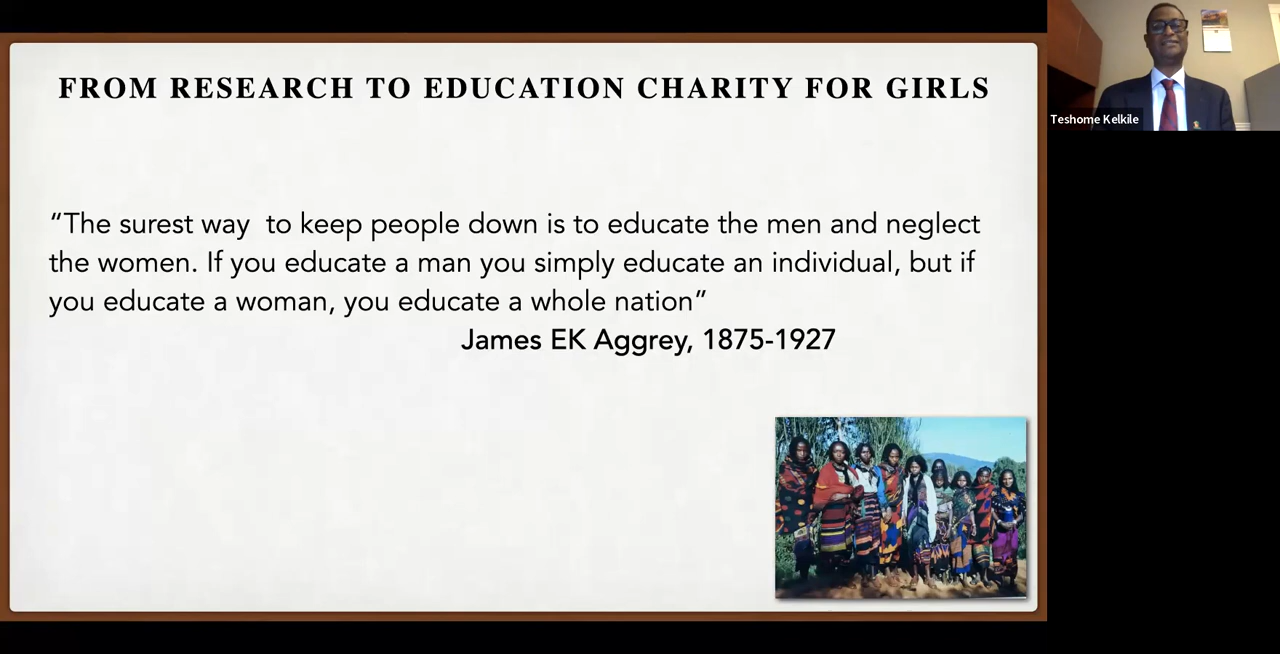 FROM RESEARCH TO EDUCATION CHARITY FOR GIRLS
“The surest way  to keep people down is to educate the men and neglect
the women. If you educate a man you simply educate an individual, but if
you educate a woman, you educate a whole nation”
James EK Aggrey, 1875-1927
Teshome Kelkile